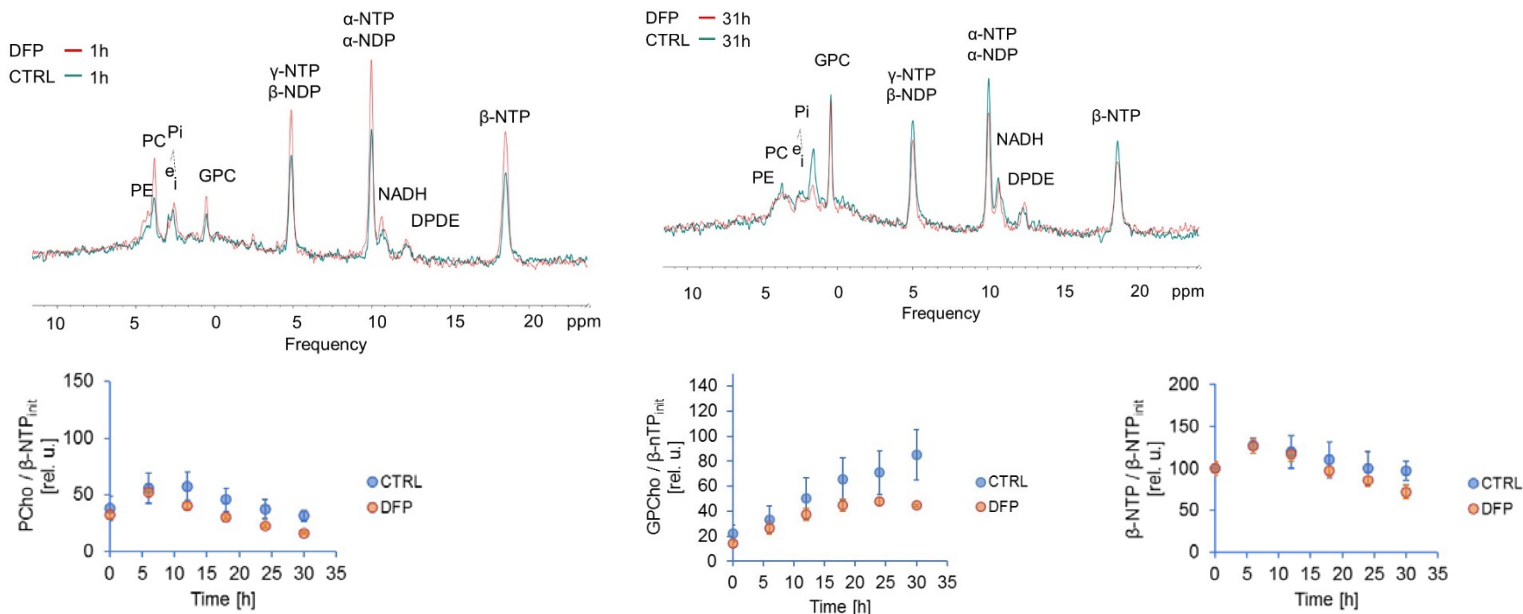 DFP — 1h
CTRL — 1h
α-NTP
α-NDP
γ-NTP
β-NDP
β-NTP
PC
Pi
e
i
PE
GPC
NADH
DPDE
10 5 0 5 10 15 20 ppm
Frequency
DFP — 31h
CTRL — 31h
α-NTP
α-NDP
GPC
γ-NTP
β-NDP
β-NTP
Pi
PC
e
i
PE
NADH
DPDE
10 5 0 5 10 15 20 ppm
Frequency
PCho / β-NTPinit
[rel. u.]
150
100
50
0
0 5 10 15 20 25 30 35
Time [h]
CTRL
DFP
GPCho / β-nTPinit
[rel. u.]
140
120
100
80
60
40
20
0
0 5 10 15 20 25 30 35
Time [h]
CTRL
DFP
β-NTP / β-NTPinit
[rel. u.]
200
150
100
50
0
0 5 10 15 20 25 30 35
Time [h]
CTRL
DFP